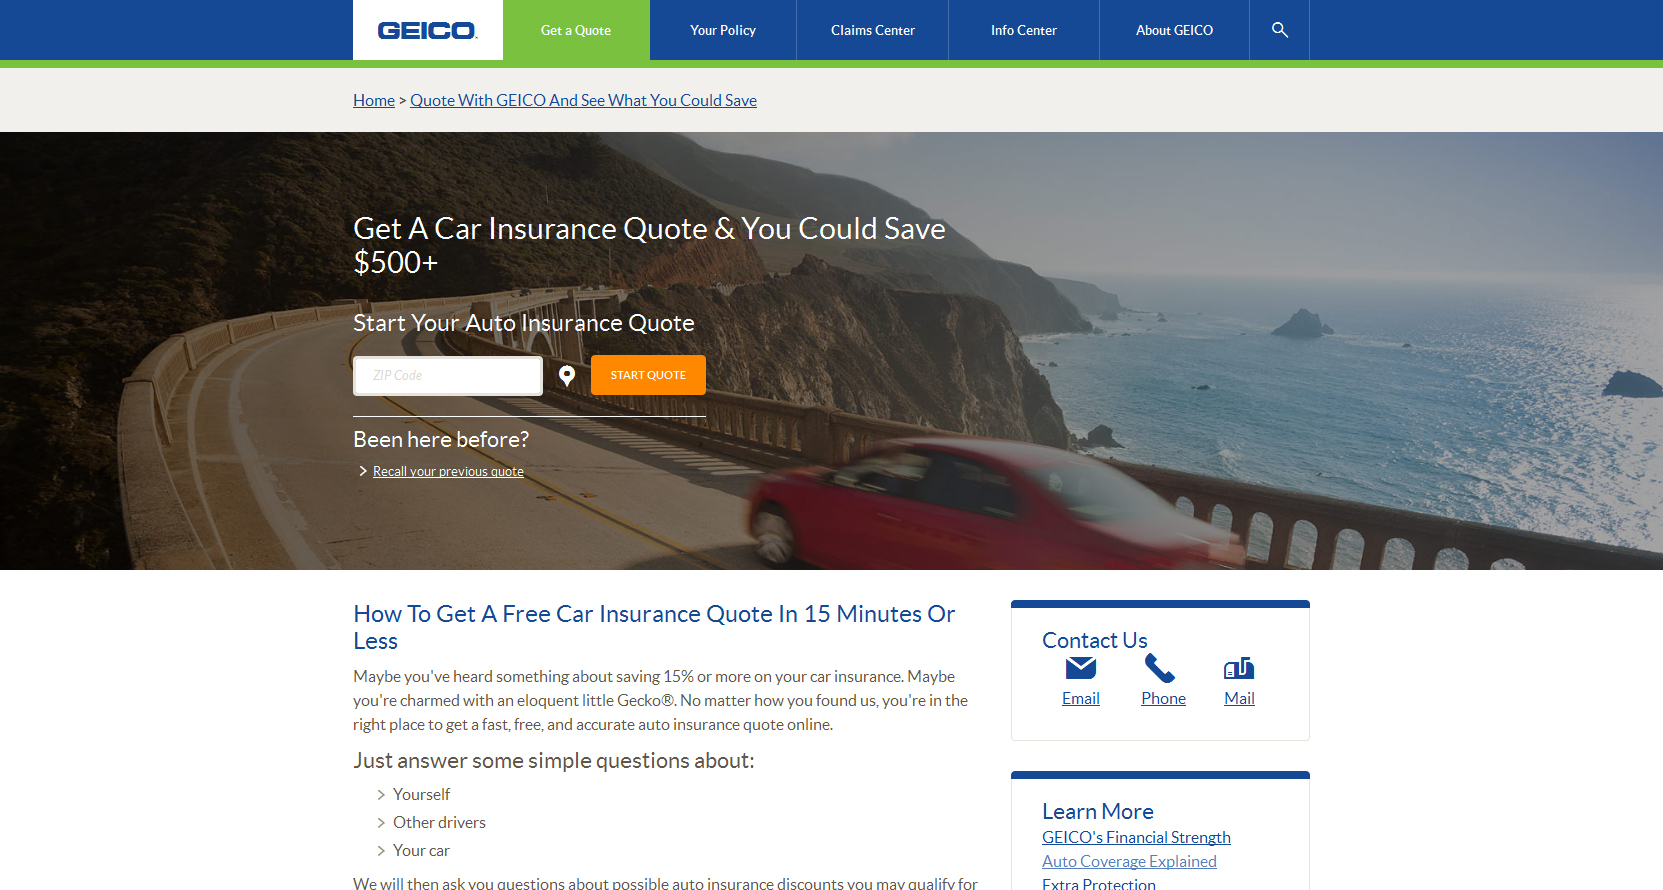 GEICO.
Get a Quote
Your Policy
Claims Center
Info Center
About GEICO
Home > Quote With GEICO And See What You Could Save
Get A Car Insurance Quote & You Could Save
$500+
Start Your Auto Insurance Quote
ZIP Code
START QUOTE
Been here before?
Recall your previous quote
How To Get A Free Car Insurance Quote In 15 Minutes Or
Less
Maybe you've heard something about saving 15% or more on your car insurance. Maybe
you're charmed with an eloquent little Gecko®. No matter how you found us, you're in the
right place to get a fast, free, and accurate auto insurance quote online.
Just answer some simple questions about:
Yourself
Other drivers
Your car
We will then ask you questions about possible auto insurance discounts you may qualify for
Contact Us
Email
Phone
Mail
Learn More
GEICO's Financial Strength
Auto Coverage Explained
Extra Protection